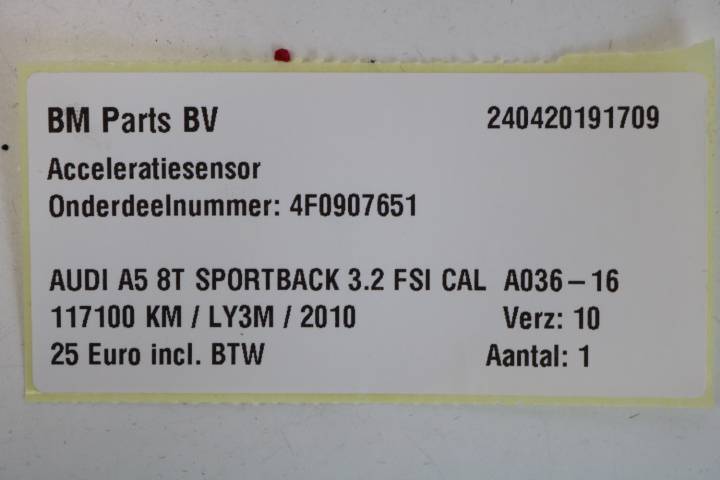 BM Parts BV 240420191709
Acceleratiesensor
Onderdeelnummer: 4F0907651
AUDI A5 8T SPORTBACK 3.2 FSI CAL A036-16
117100 KM / LY3M / 2010 Verz: 10
25 Euro incl. BTW Aantal: 1